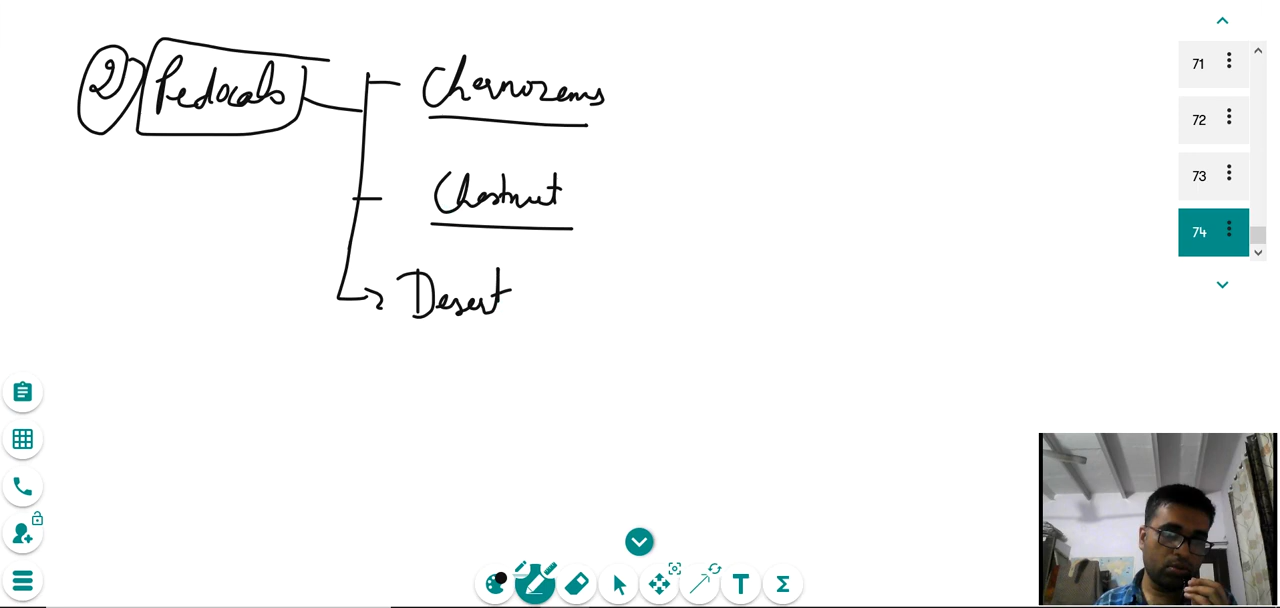 2 Pedocals
Chernozems
Chestnut
Desert
71
72
73
74
T
Σ